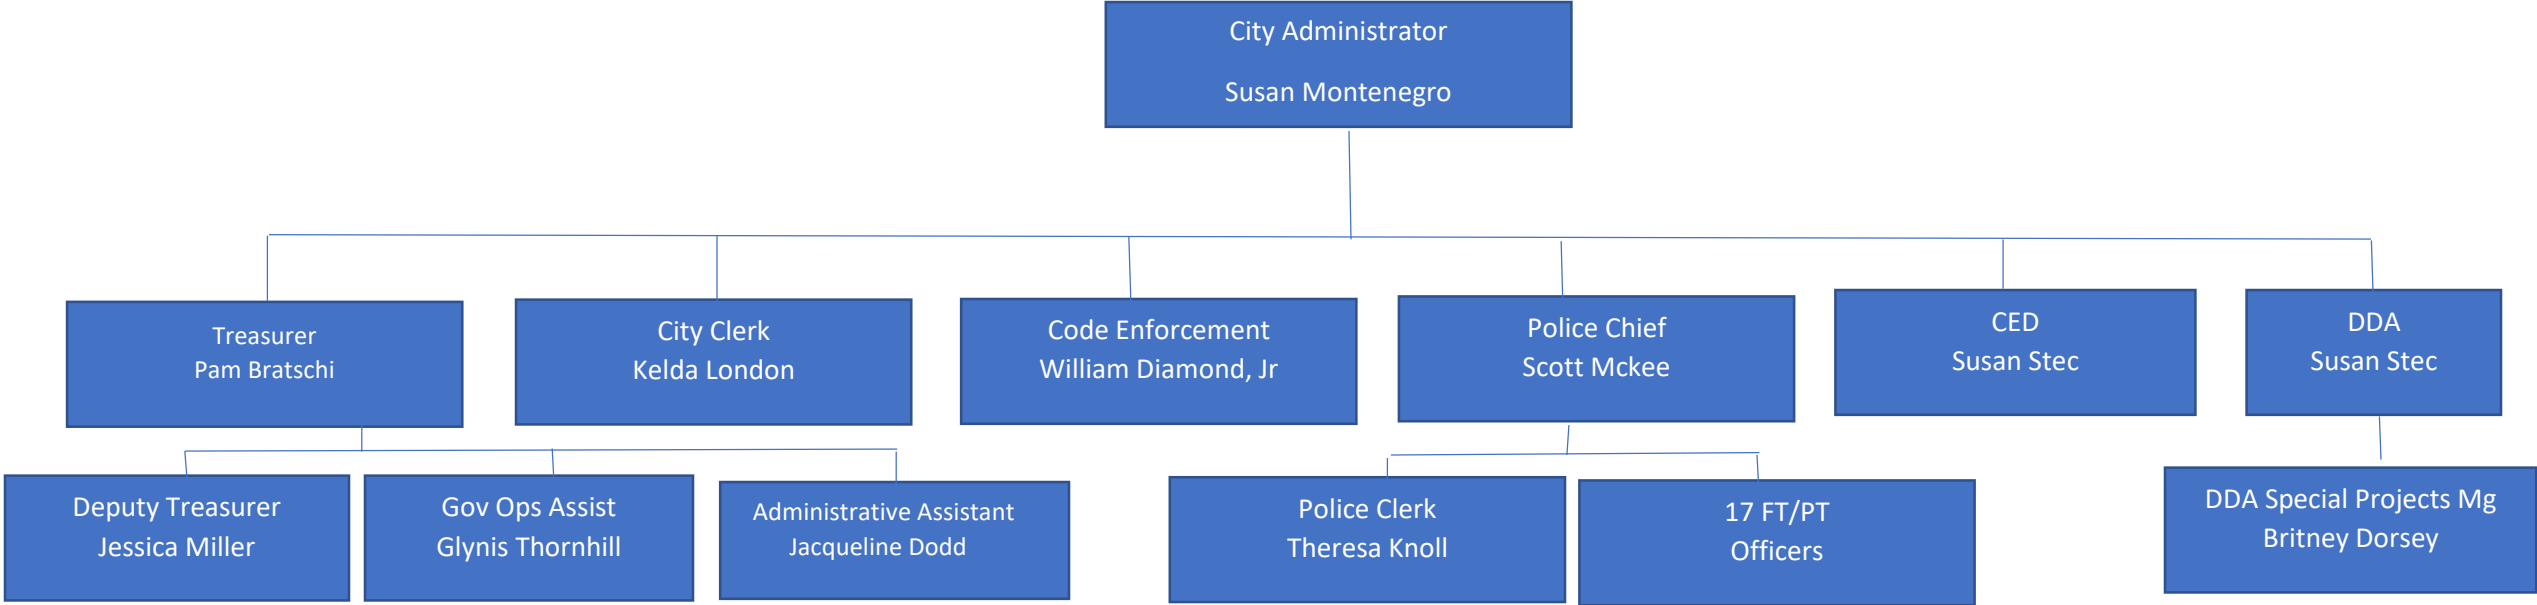 City Administrator
Susan Montenegro
Treasurer
Pam Bratschi
City Clerk
Kelda London
Code Enforcement
William Diamond, Jr
Police Chief
Scott Mckee
CED
Susan Stec
DDA
Susan Stec
Deputy Treasurer
Jessica Miller
Gov Ops Assist
Glynis Thornhill
Administrative Assistant
Jacqueline Dodd
Police Clerk
Theresa Knoll
17 FT/PT
Officers
DDA Special Projects Mg
Britney Dorsey